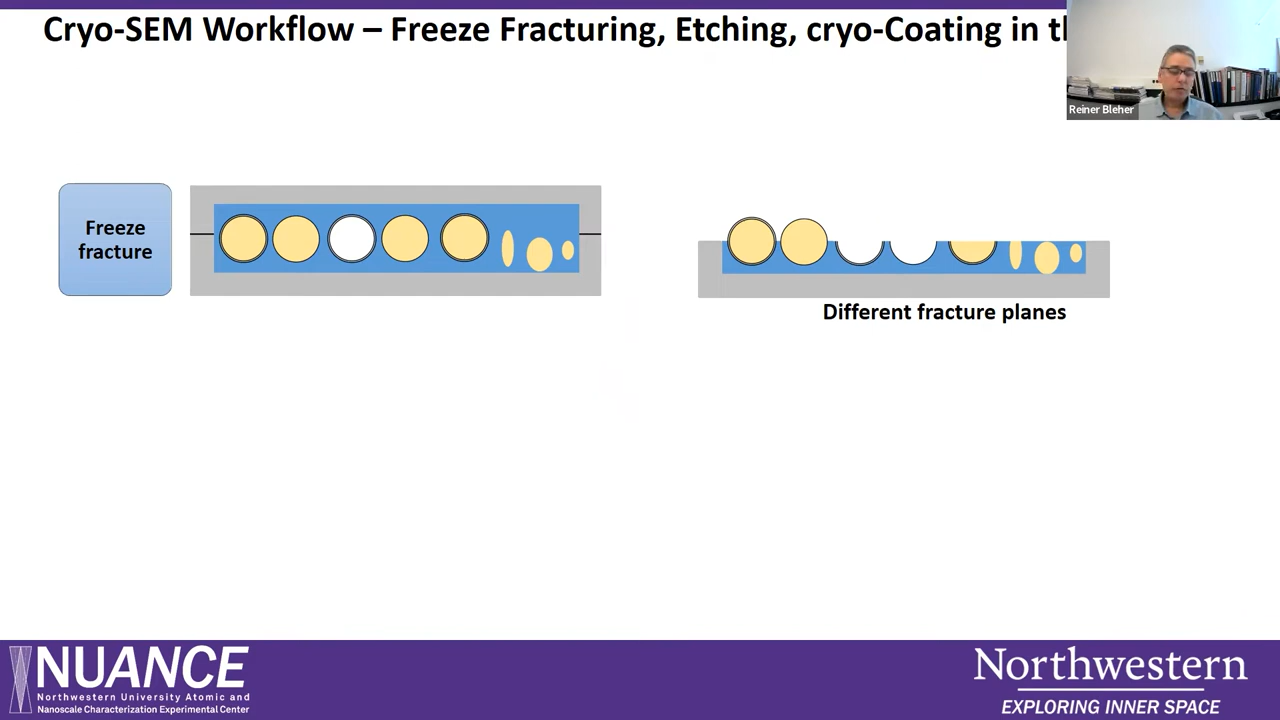 Cryo-SEM Workflow – Freeze Fracturing, Etching, cryo-Coating in
Reiner Bleher
Freeze
fracture
Different fracture planes
NUANCE
Northwestern University Atomic and
Nanoscale Characterization Experimental Center
Northwestern
EXPLORING INNER SPACE